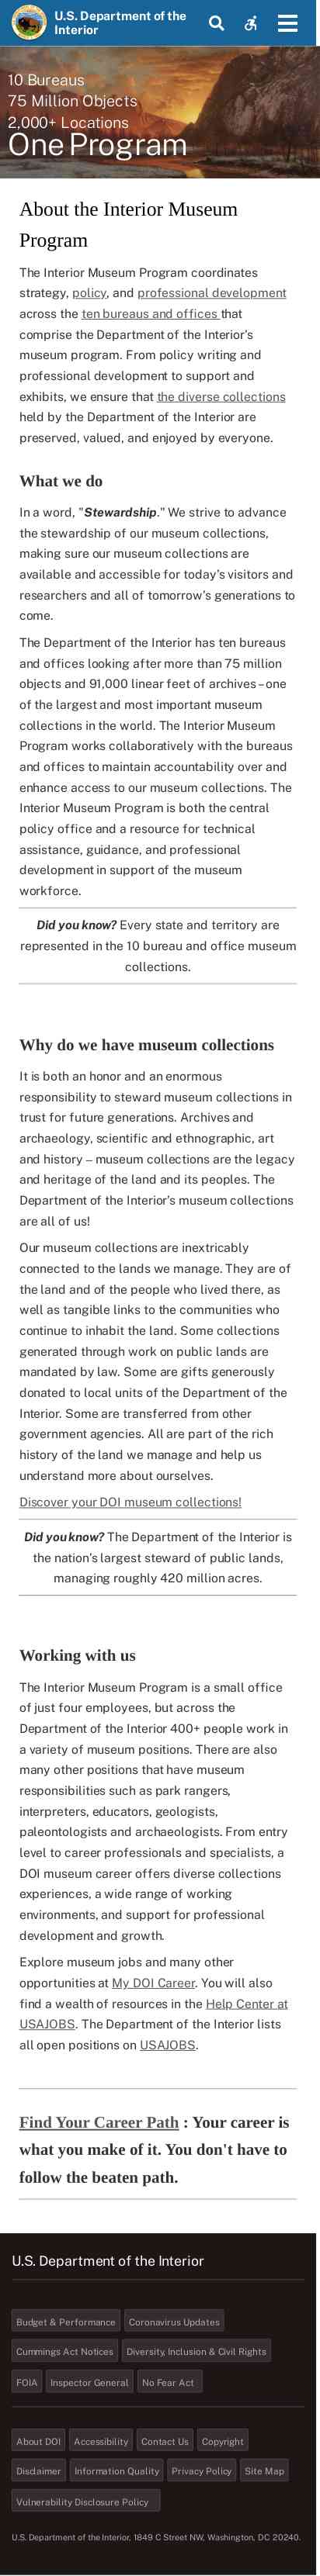 U.S. Department of the
Interior
10 Bureaus
75 Million Objects
2,000+ Locations
One Program
About the Interior Museum
Program
The Interior Museum Program coordinates
strategy, policy, and professional development
across the ten bureaus and offices that
comprise the Department of the Interior's
museum program. From policy writing and
professional development to support and
exhibits, we ensure that the diverse collections
held by the Department of the Interior are
preserved, valued, and enjoyed by everyone.
What we do
In a word, "Stewardship." We strive to advance
the stewardship of our museum collections,
making sure our museum collections are
available and accessible for today's visitors and
researchers and all of tomorrow's generations to
come.
The Department of the Interior has ten bureaus
and offices looking after more than 75 million
objects and 91,000 linear feet of archives – one
of the largest and most important museum
collections in the world. The Interior Museum
Program works collaboratively with the bureaus
and offices to maintain accountability over and
enhance access to our museum collections. The
Interior Museum Program is both the central
policy office and a resource for technical
assistance, guidance, and professional
development in support of the museum
workforce.
Did you know? Every state and territory are
represented in the 10 bureau and office museum
collections.
Why do we have museum collections
It is both an honor and an enormous
responsibility to steward museum collections in
trust for future generations. Archives and
archaeology, scientific and ethnographic, art
and history – museum collections are the legacy
and heritage of the land and its peoples. The
Department of the Interior's museum collections
are all of us!
Our museum collections are inextricably
connected to the lands we manage. They are of
the land and of the people who lived there, as
well as tangible links to the communities who
continue to inhabit the land. Some collections
generated through work on public lands are
mandated by law. Some are gifts generously
donated to local units of the Department of the
Interior. Some are transferred from other
government agencies. All are part of the rich
history of the land we manage and help us
understand more about ourselves.
Discover your DOI museum collections!
Did you know? The Department of the Interior is
the nation's largest steward of public lands,
managing roughly 420 million acres.
Working with us
The Interior Museum Program is a small office
of just four employees, but across the
Department of the Interior 400+ people work in
a variety of museum positions. There are also
many other positions that have museum
responsibilities such as park rangers,
interpreters, educators, geologists,
paleontologists and archaeologists. From entry
level to career professionals and specialists, a
DOI museum career offers diverse collections
experiences, a wide range of working
environments, and support for professional
development and growth.
Explore museum jobs and many other
opportunities at My DOI Career. You will also
find a wealth of resources in the Help Center at
USAJOBS. The Department of the Interior lists
all open positions on USAJOBS.
Find Your Career Path : Your career is
what you make of it. You don't have to
follow the beaten path.
U.S. Department of the Interior
Budget & Performance Coronavirus Updates
Cummings Act Notices Diversity, Inclusion & Civil Rights
FOIA Inspector General No Fear Act
About DOI Accessibility Contact Us Copyright
Disclaimer Information Quality Privacy Policy Site Map
Vulnerability Disclosure Policy
U.S. Department of the Interior, 1849 C Street NW, Washington, DC 20240.